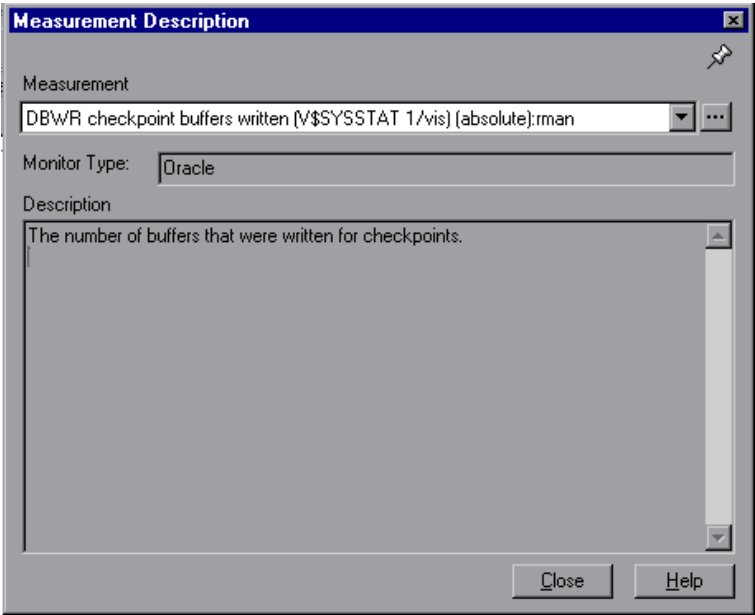 Measurement Description
Measurement
DBWR checkpoint buffers written (V$SYSSTAT 1/vis) (absolute):rman
Monitor Type:
Oracle
Description
The number of buffers that were written for checkpoints.
Close
Help